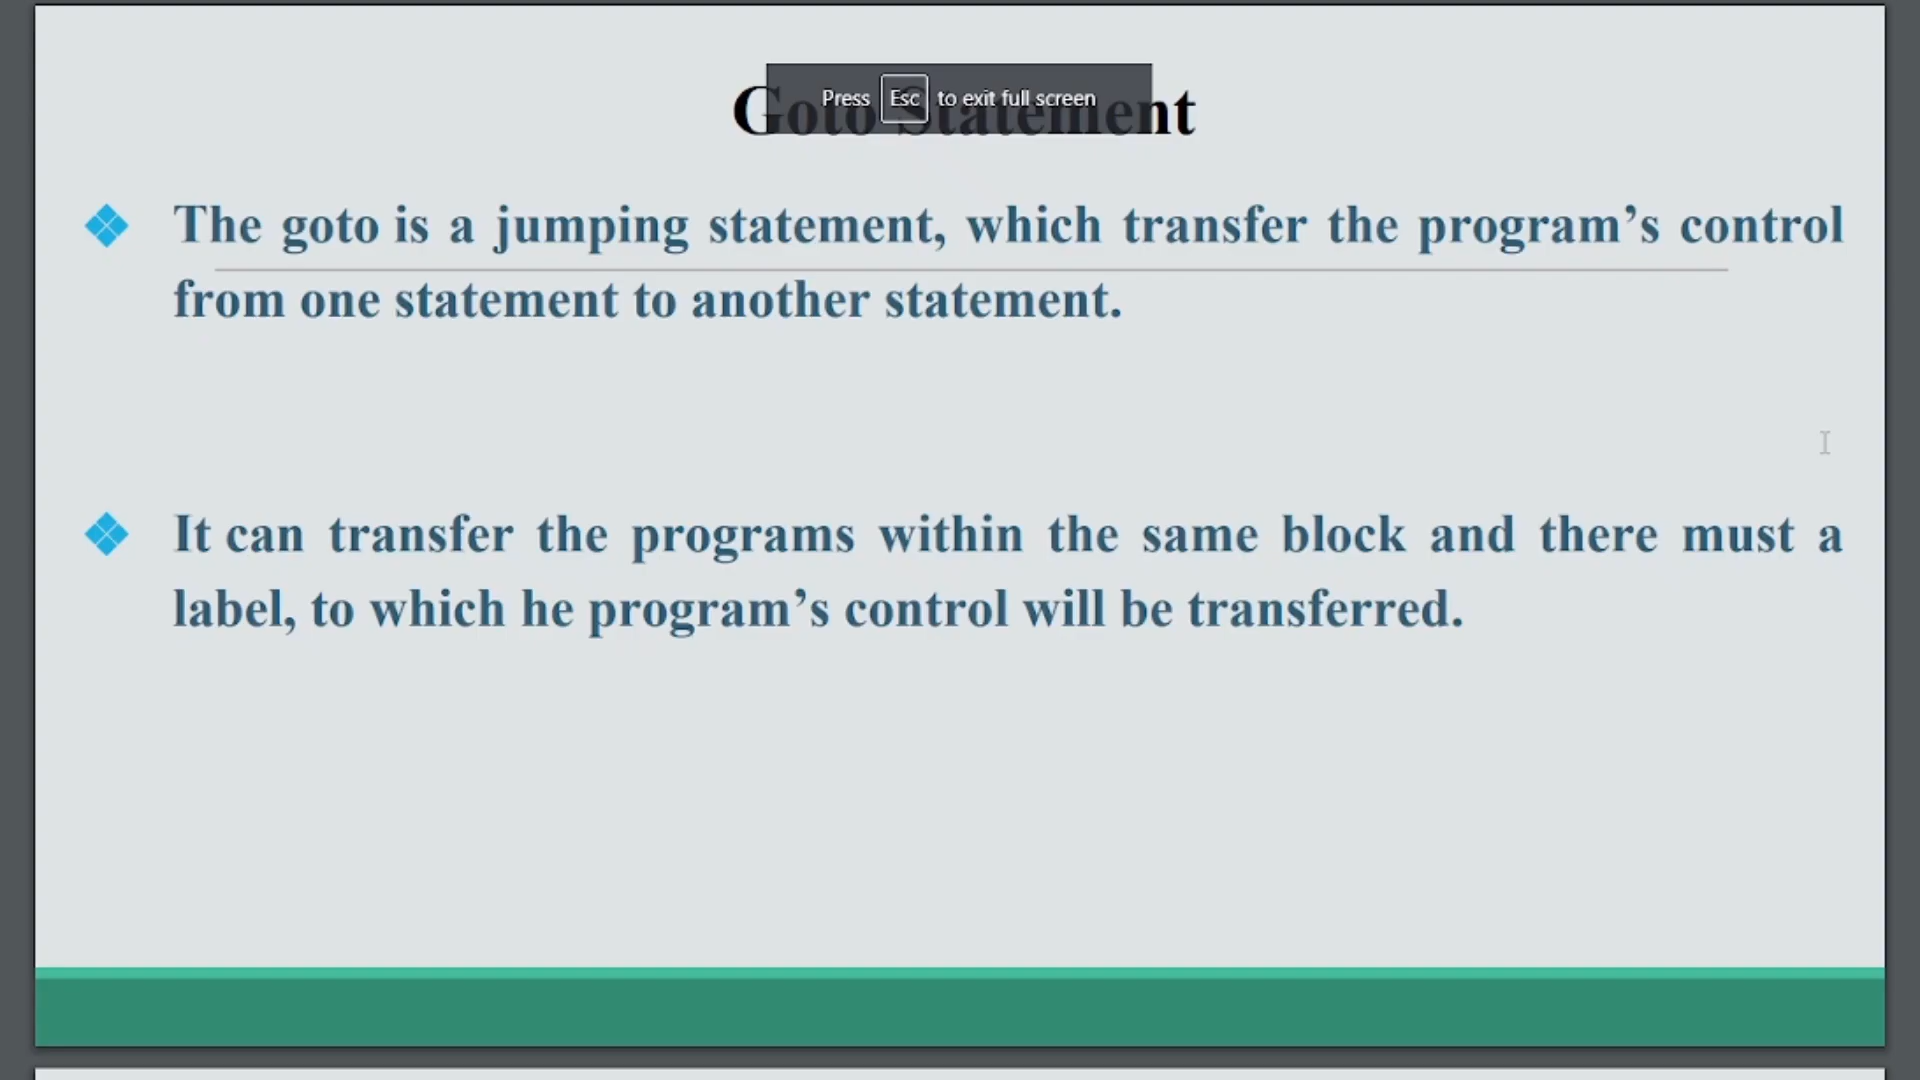 Press Esc to exit full screen
Goto Statement
The goto is a jumping statement, which transfer the program’s control
from one statement to another statement.
It can transfer the programs within the same block and there must a
label, to which he program’s control will be transferred.